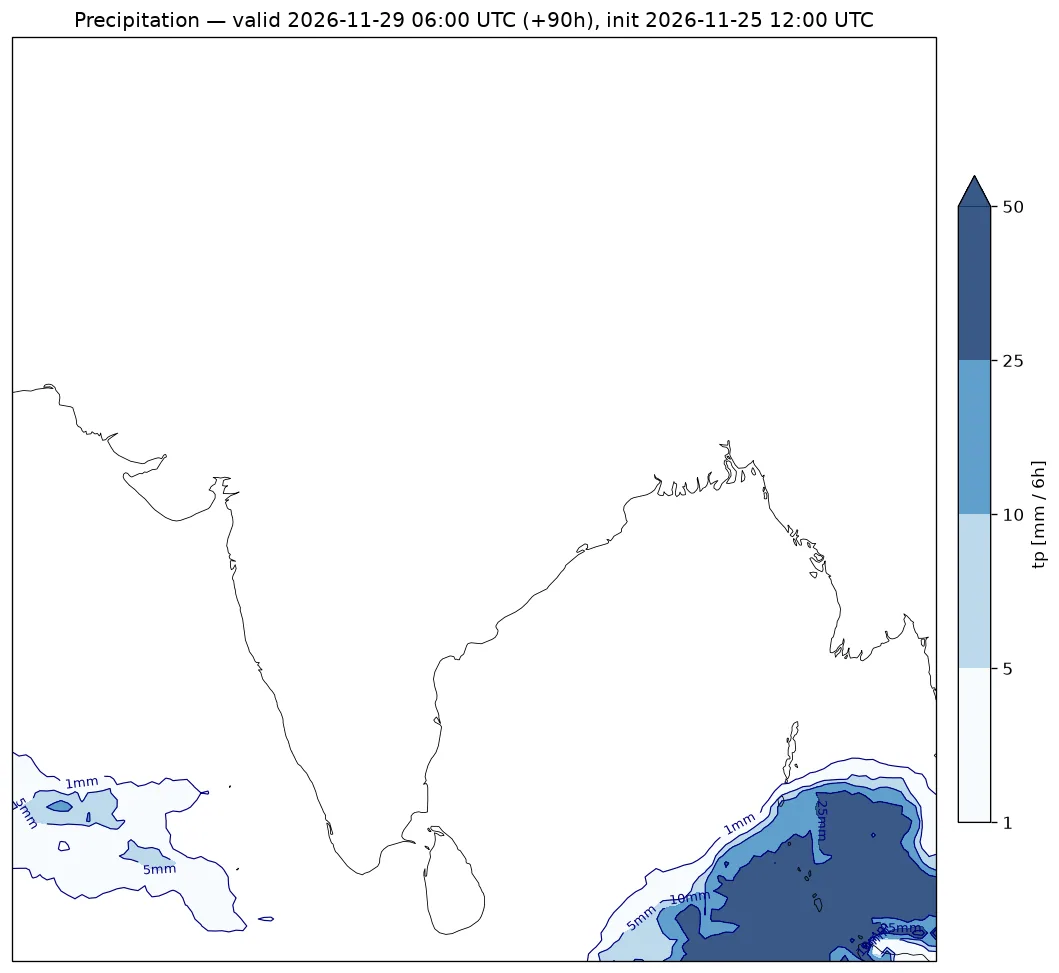 Precipitation — valid 2026-11-29 06:00 UTC (+90h), init 2026-11-25 12:00 UTC
50
25
10
5
1
tp [mm / 6h]
1mm
5mm
5mm
1mm
25mm
10mm
5mm
25mm